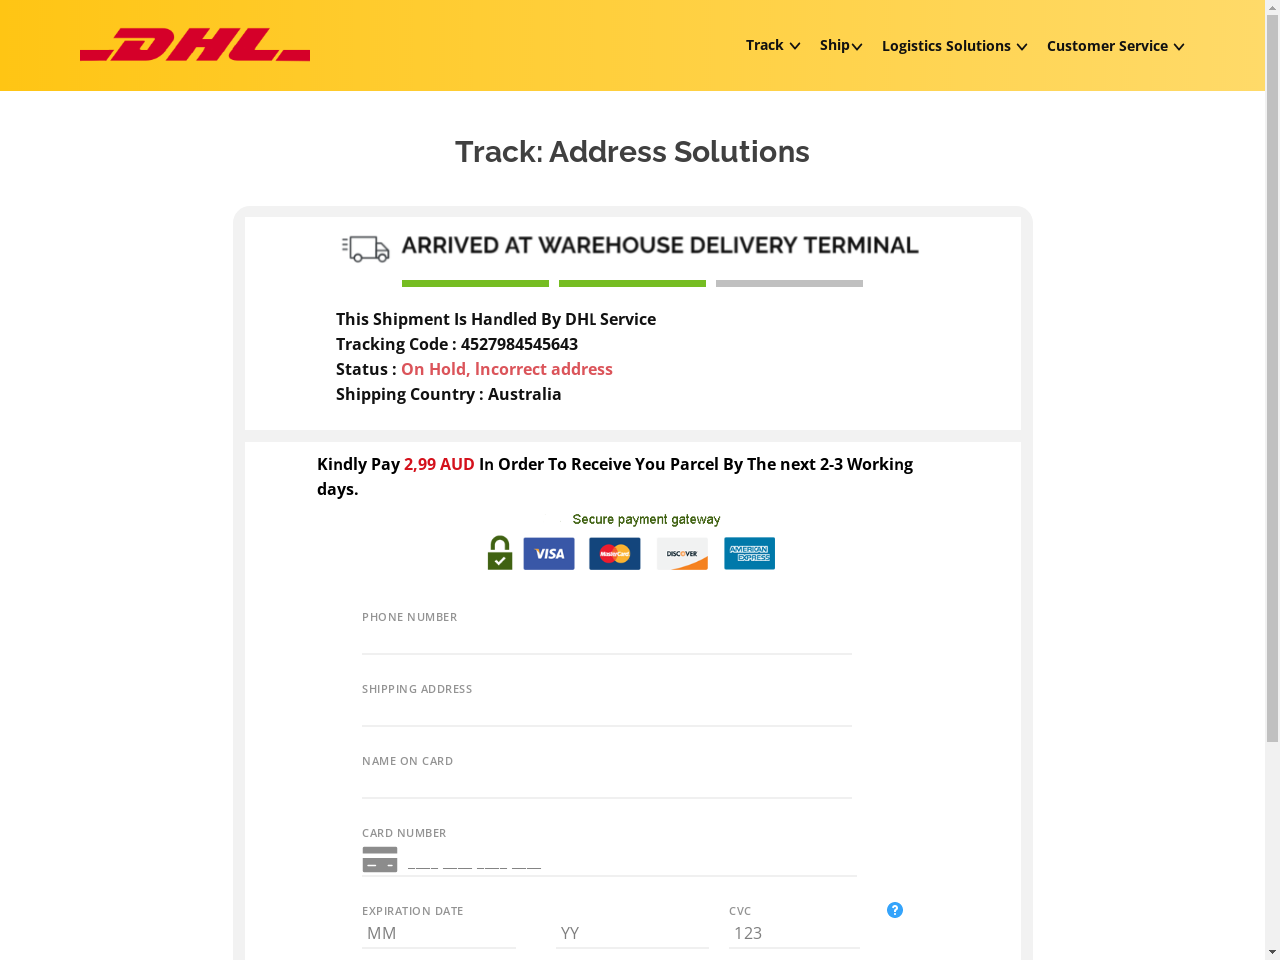 DHL
Track Ship Logistics Solutions Customer Service
Track: Address Solutions
ARRIVED AT WAREHOUSE DELIVERY TERMINAL
This Shipment Is Handled By DHL Service
Tracking Code : 4527984545643
Status : On Hold, lncorrect address
Shipping Country : Australia
Kindly Pay 2,99 AUD In Order To Receive You Parcel By The next 2-3 Working
days.
Secure payment gateway
VISA MasterCard DISCOVER AMERICAN EXPRESS
PHONE NUMBER
SHIPPING ADDRESS
NAME ON CARD
CARD NUMBER
____ ____ ____ ____
EXPIRATION DATE CVC ?
MM YY 123